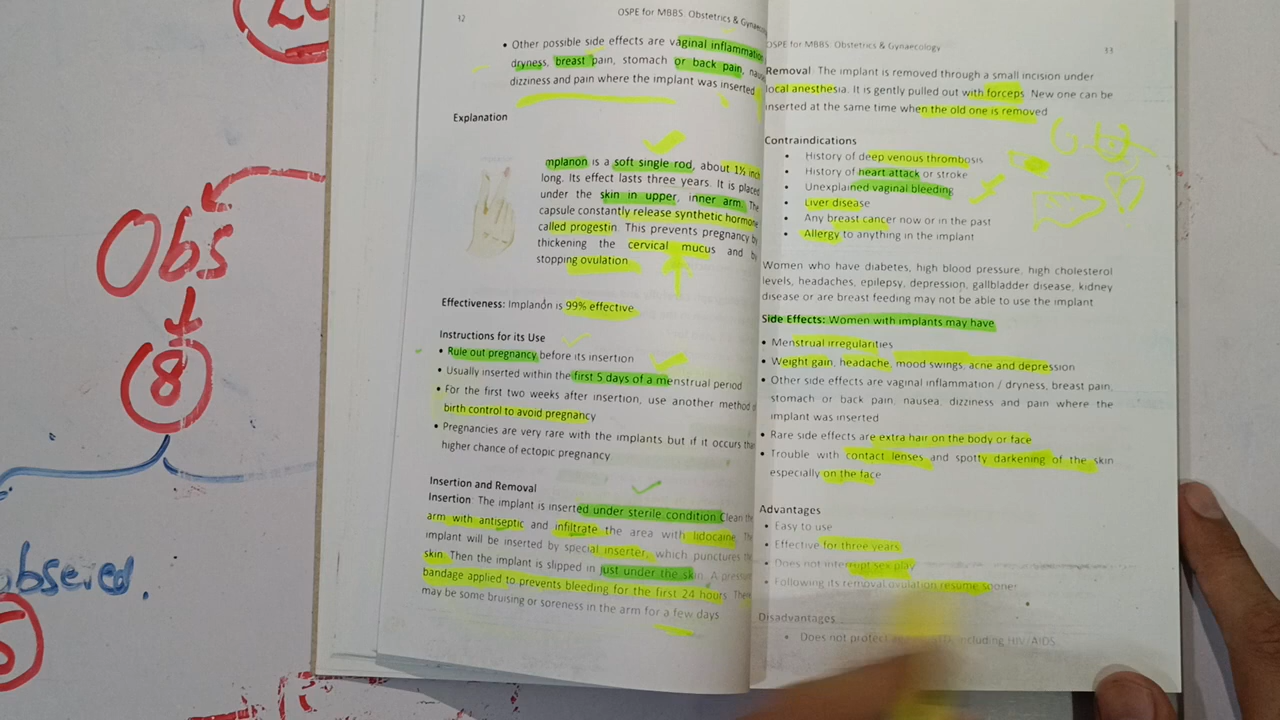 20
Obs
8
obsered.
5
32
OSPE for MBBS Obstetrics & Gynaeco
• Other possible side effects are vaginal inflammation
dryness, breast pain, stomach or back pain,
dizziness and pain where the implant was inserted
Explanation
mplanon is a soft single rod, about 1½ inch
long. Its effect lasts three years. It is placed
under the skin in upper, inner arm. The
capsule constantly release synthetic hormone
called progestin. This prevents pregnancy by
thickening the cervical mucus and by
stopping ovulation
Effectiveness: Implanon is 99% effective
Instructions for its Use
• Rule out pregnancy before its insertion
• Usually inserted within the first 5 days of a menstrual period
• For the first two weeks after insertion, use another method
birth control to avoid pregnancy
• Pregnancies are very rare with the implants but if it occurs
higher chance of ectopic pregnancy
Insertion and Removal
Insertion: The implant is inserted under sterile condition Clean
arm with antiseptic and infiltrate the area with lidocaine.
implant will be inserted by special inserter, which punctures
skin. Then the implant is slipped in just under the skin. A
bandage applied to prevents bleeding for the first 24 hours
may be some bruising or soreness in the arm for a few days
OSPE for MBBS Obstetrics & Gynaecology
33
Removal: The implant is removed through a small incision under
local anesthesia. It is gently pulled out with forceps. New one can be
inserted at the same time when the old one is removed
Contraindications
• History of deep venous thrombosis
• History of heart attack or stroke
• Unexplained vaginal bleeding
• Liver disease
• Any breast cancer now or in the past
• Allergy to anything in the implant
Women who have diabetes, high blood pressure, high cholesterol
levels, headaches, epilepsy, depression, gallbladder disease, kidney
disease or are breast feeding may not be able to use the implant
Side Effects: Women with implants may have
• Menstrual irregularities
• Weight gain, headache, mood swings, acne and depression
• Other side effects are vaginal inflammation / dryness, breast pain,
stomach or back pain, nausea, dizziness and pain where the
implant was inserted
• Rare side effects are extra hair on the body or face
• Trouble with contact lenses and spotty darkening of the skin
especially on the face
Advantages
• Easy to use
• Effective for three years
• Does not interrupt sex play
• Following its removal ovulation resume sooner
Disadvantages
• Does not protect including HIV/AIDS